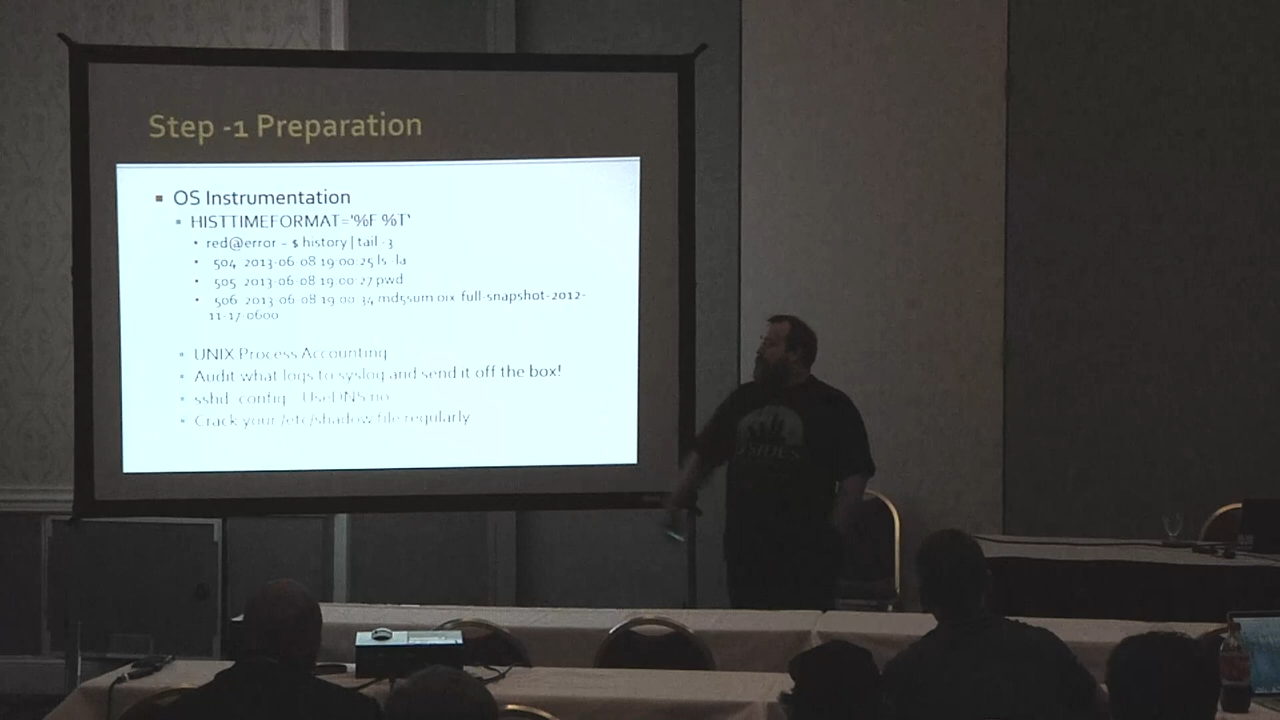 Step -1 Preparation
OS Instrumentation
HISTTIMEFORMAT='%F %T'
red@error ~ $ history | tail -3
504 2013-06-08 19:00:25 ls -la
505 2013-06-08 19:00:27 pwd
506 2013-06-08 19:00:34 md5sum oix-full-snapshot-2012-
11-17-0600
UNIX Process Accounting
Audit what logs to syslog and send it off the box!
sshd_config - UseDNS no
Crack your /etc/shadow file regularly